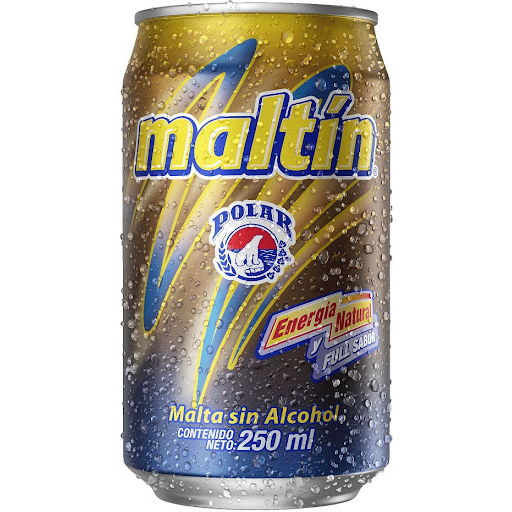 maltín®
POLAR
Energía
Natural
y
FULL SABOR
Malta sin Alcohol
CONTENIDO
NETO: 250 ml